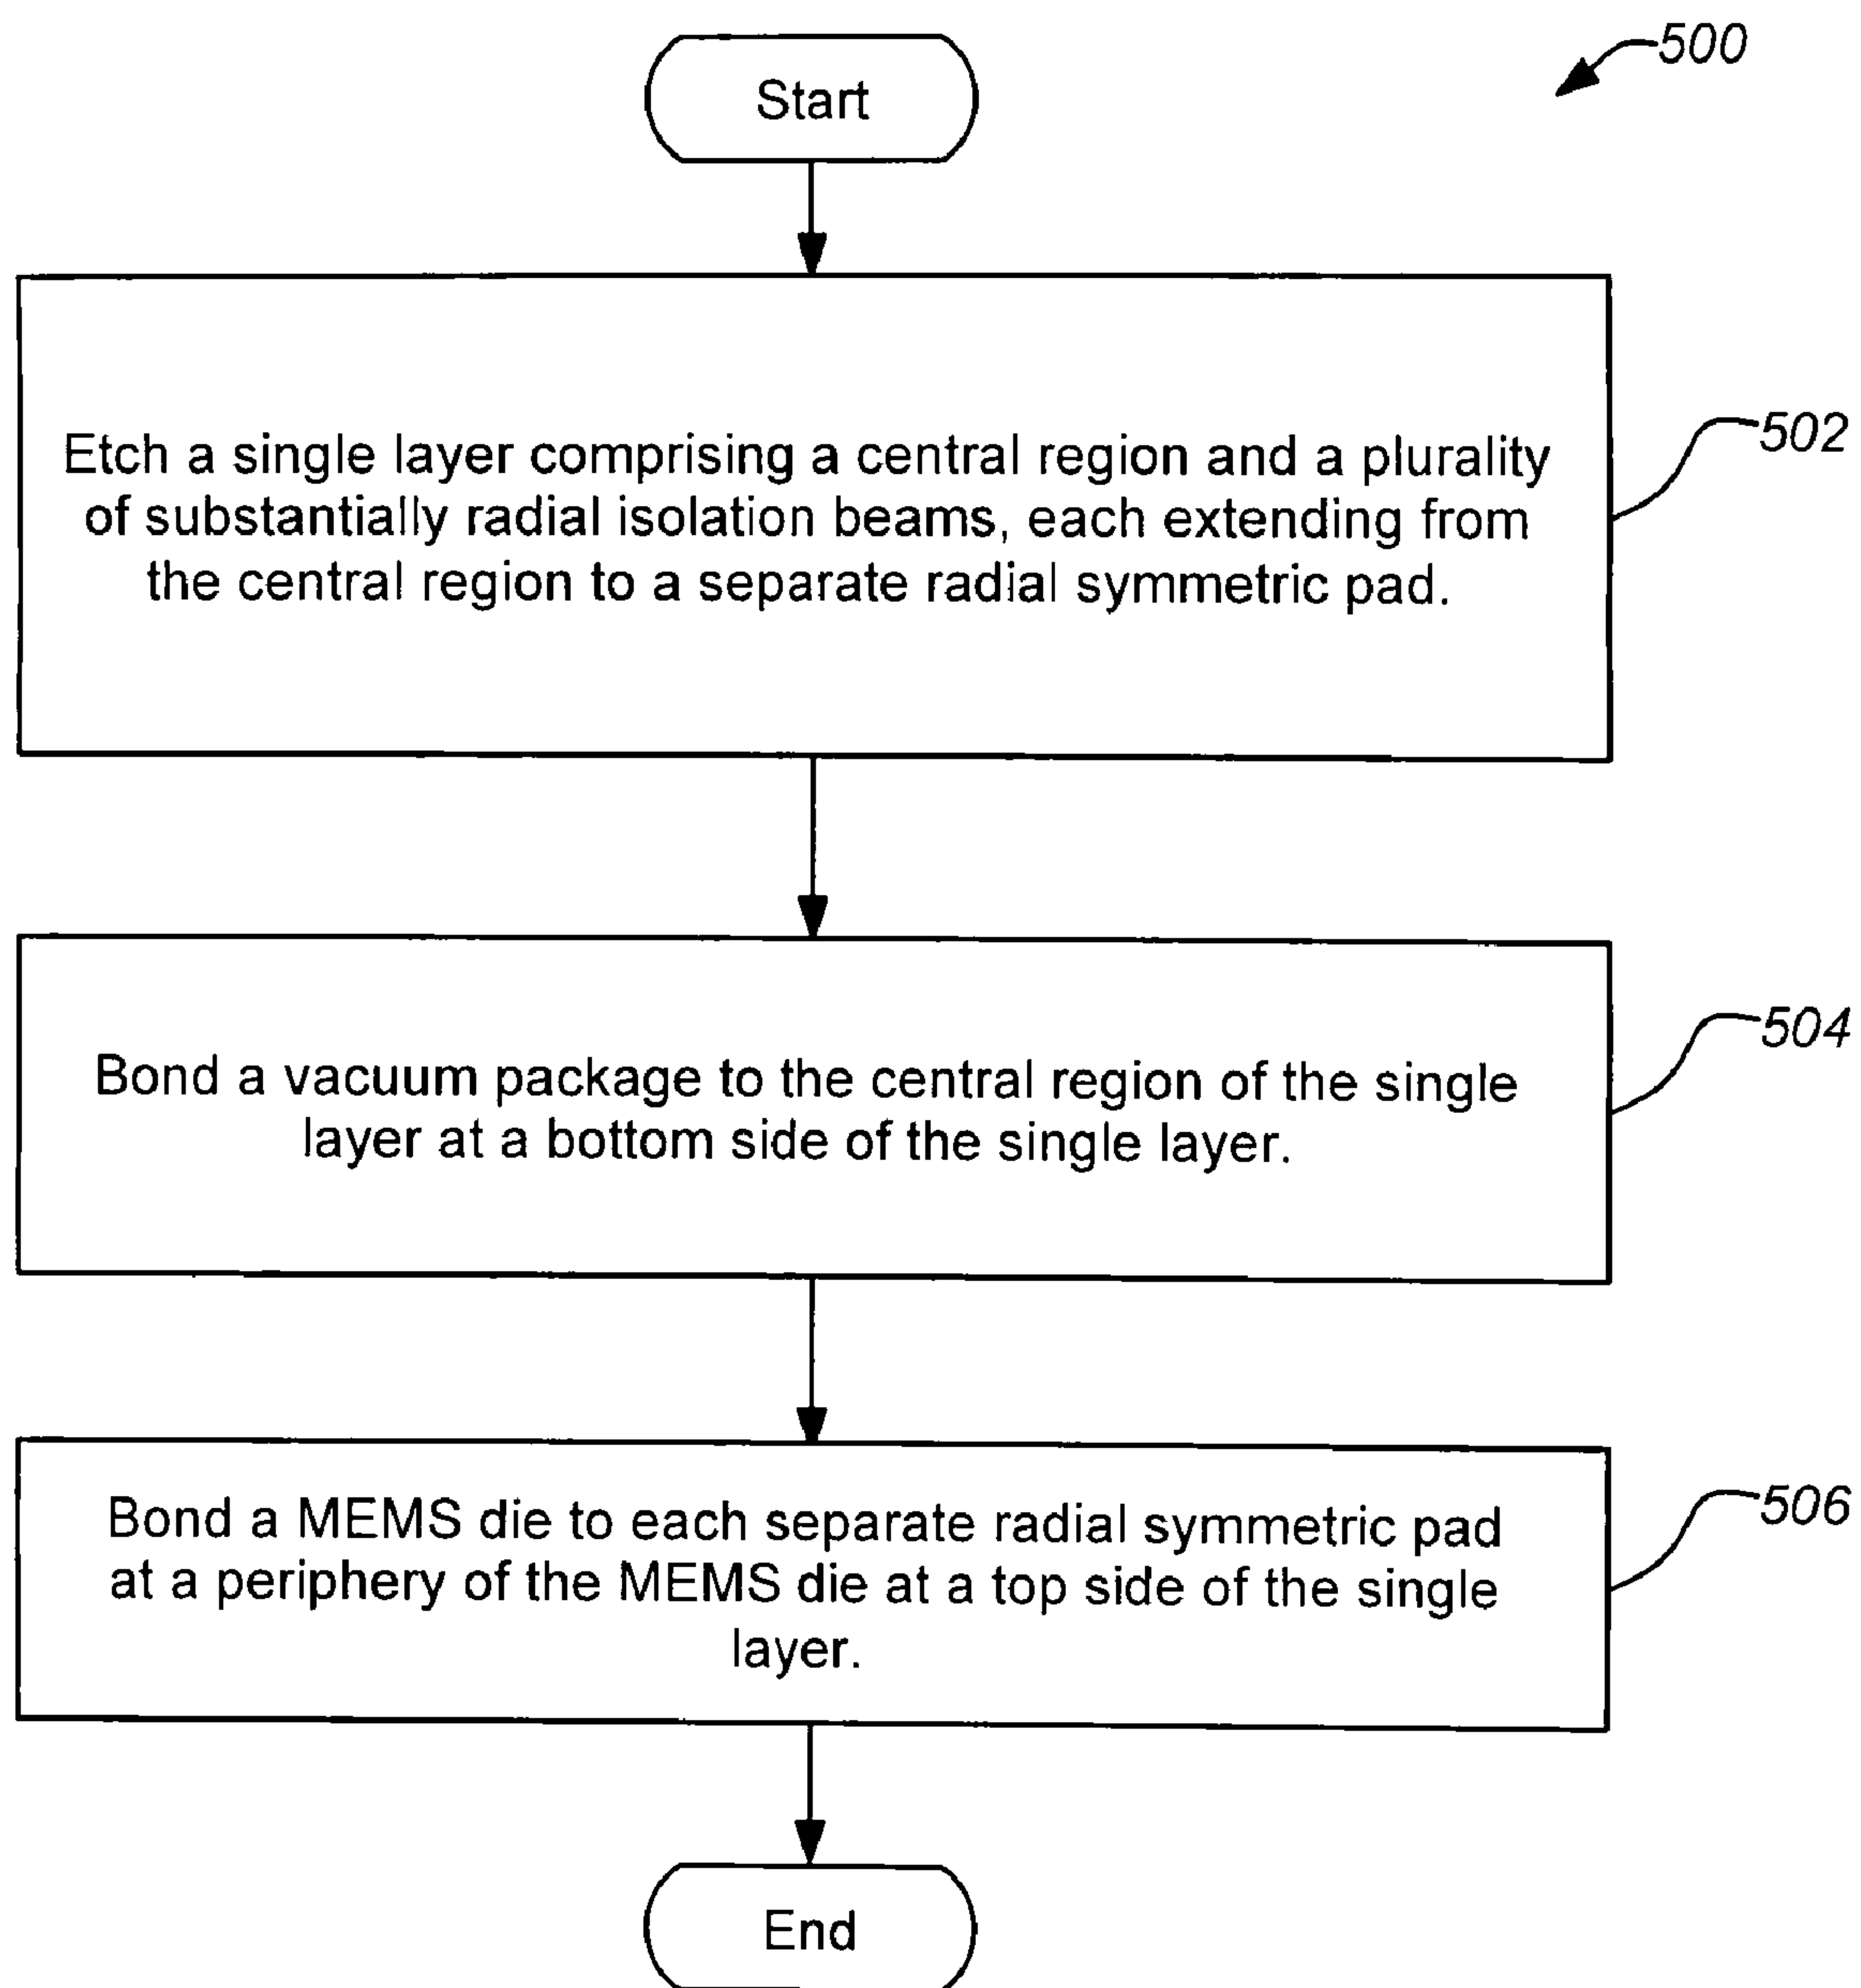 Start
500
Etch a single layer comprising a central region and a plurality
of substantially radial isolation beams, each extending from
the central region to a separate radial symmetric pad.
502
Bond a vacuum package to the central region of the single
layer at a bottom side of the single layer.
504
Bond a MEMS die to each separate radial symmetric pad
at a periphery of the MEMS die at a top side of the single
layer.
506
End